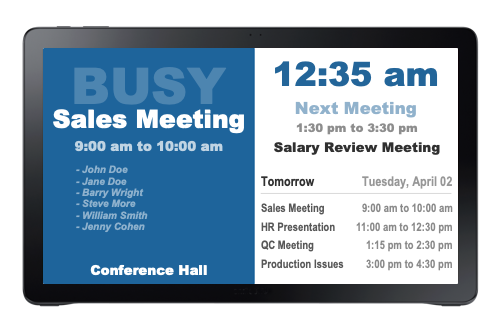 BUSY
Sales Meeting
9:00 am to 10:00 am
- John Doe
- Jane Doe
- Barry Wright
- Steve More
- William Smith
- Jenny Cohen
Conference Hall
12:35 am
Next Meeting
1:30 pm to 3:30 pm
Salary Review Meeting
Tomorrow Tuesday, April 02
Sales Meeting 9:00 am to 10:00 am
HR Presentation 11:00 am to 12:30 pm
QC Meeting 1:15 pm to 2:30 pm
Production Issues 3:00 pm to 4:30 pm